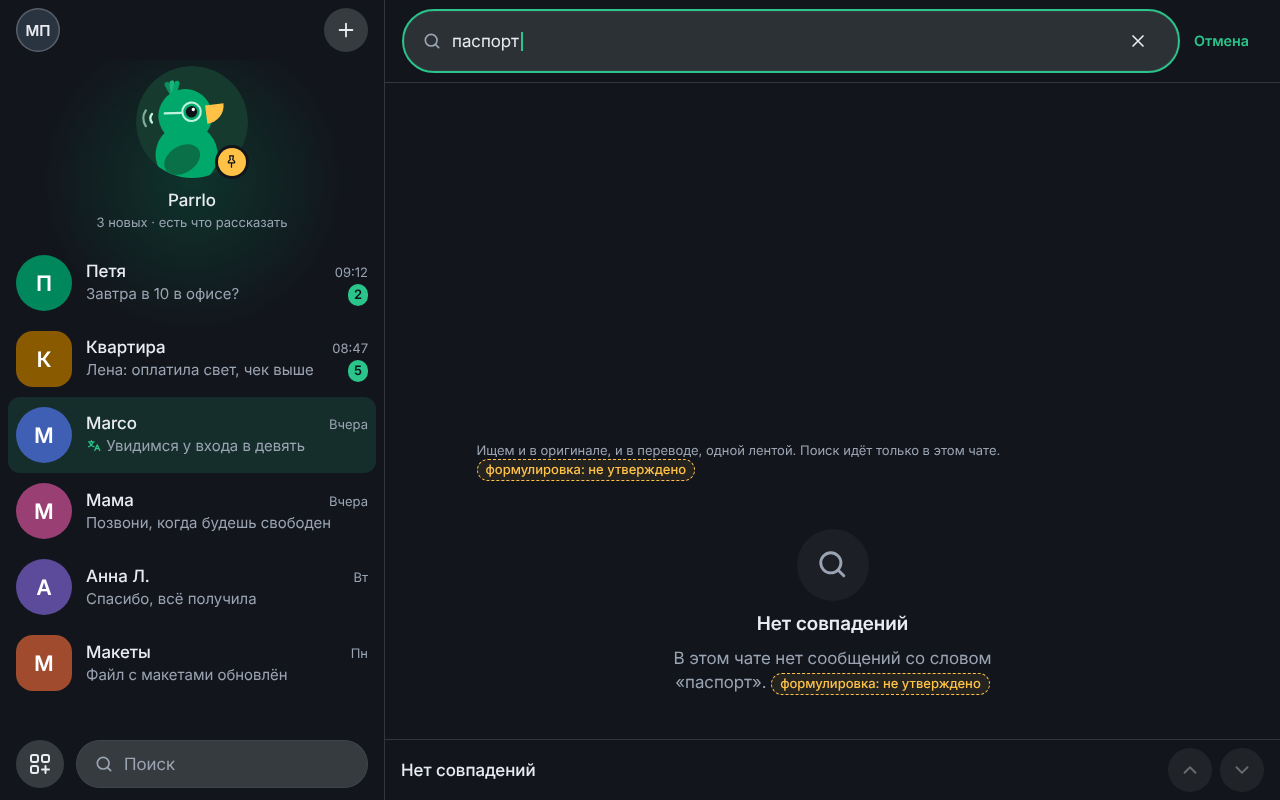 МП
Parrlo
3 новых · есть что рассказать
П
Петя
09:12
Завтра в 10 в офисе?
2
К
Квартира
08:47
Лена: оплатила свет, чек выше
5
M
Marco
Вчера
Увидимся у входа в девять
М
Мама
Вчера
Позвони, когда будешь свободен
А
Анна Л.
Вт
Спасибо, всё получила
М
Макеты
Пн
Файл с макетами обновлён
Поиск
паспорт
Отмена
Ищем и в оригинале, и в переводе, одной лентой. Поиск идёт только в этом чате.
формулировка: не утверждено
Нет совпадений
В этом чате нет сообщений со словом
«паспорт». формулировка: не утверждено
Нет совпадений